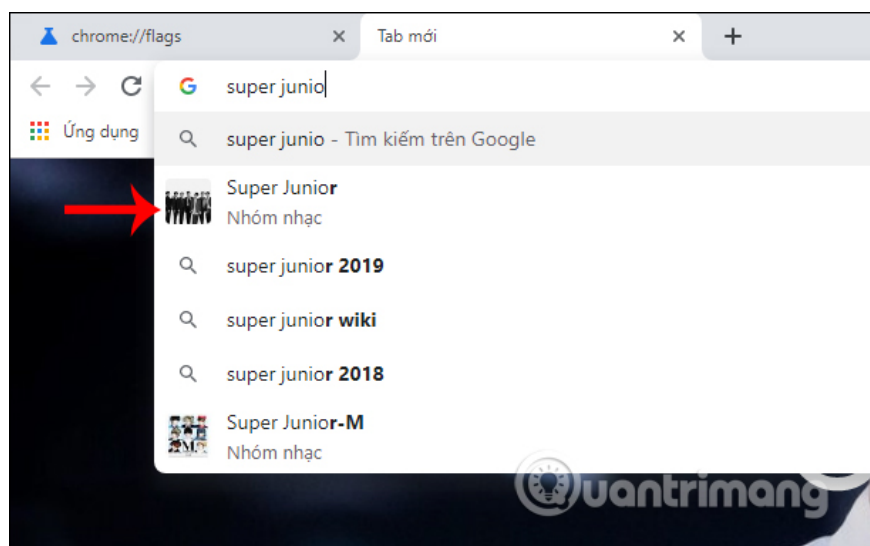 chrome://flags
Tab mới
super junio
Ứng dụng
super junio - Tìm kiếm trên Google
Super Junior
Nhóm nhạc
super junior 2019
super junior wiki
super junior 2018
Super Junior-M
Nhóm nhạc
Quantrimang